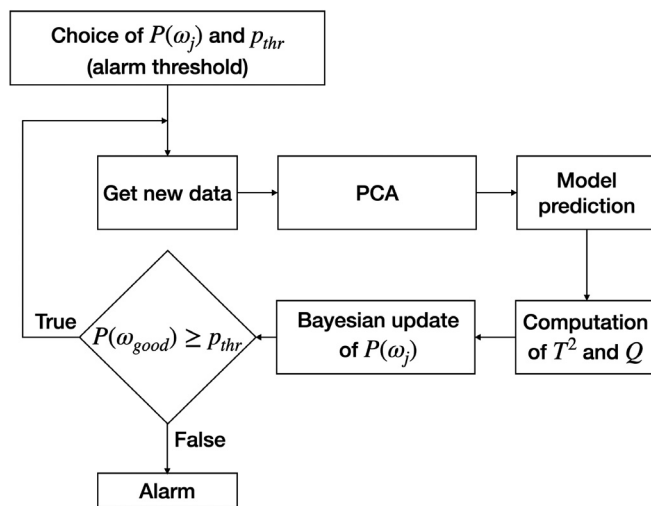 Choice of P(ω_j) and p_thr
(alarm threshold)
Get new data
PCA
Model
prediction
True
P(ω_good) ≥ p_thr
Bayesian update
of P(ω_j)
Computation
of T² and Q
False
Alarm